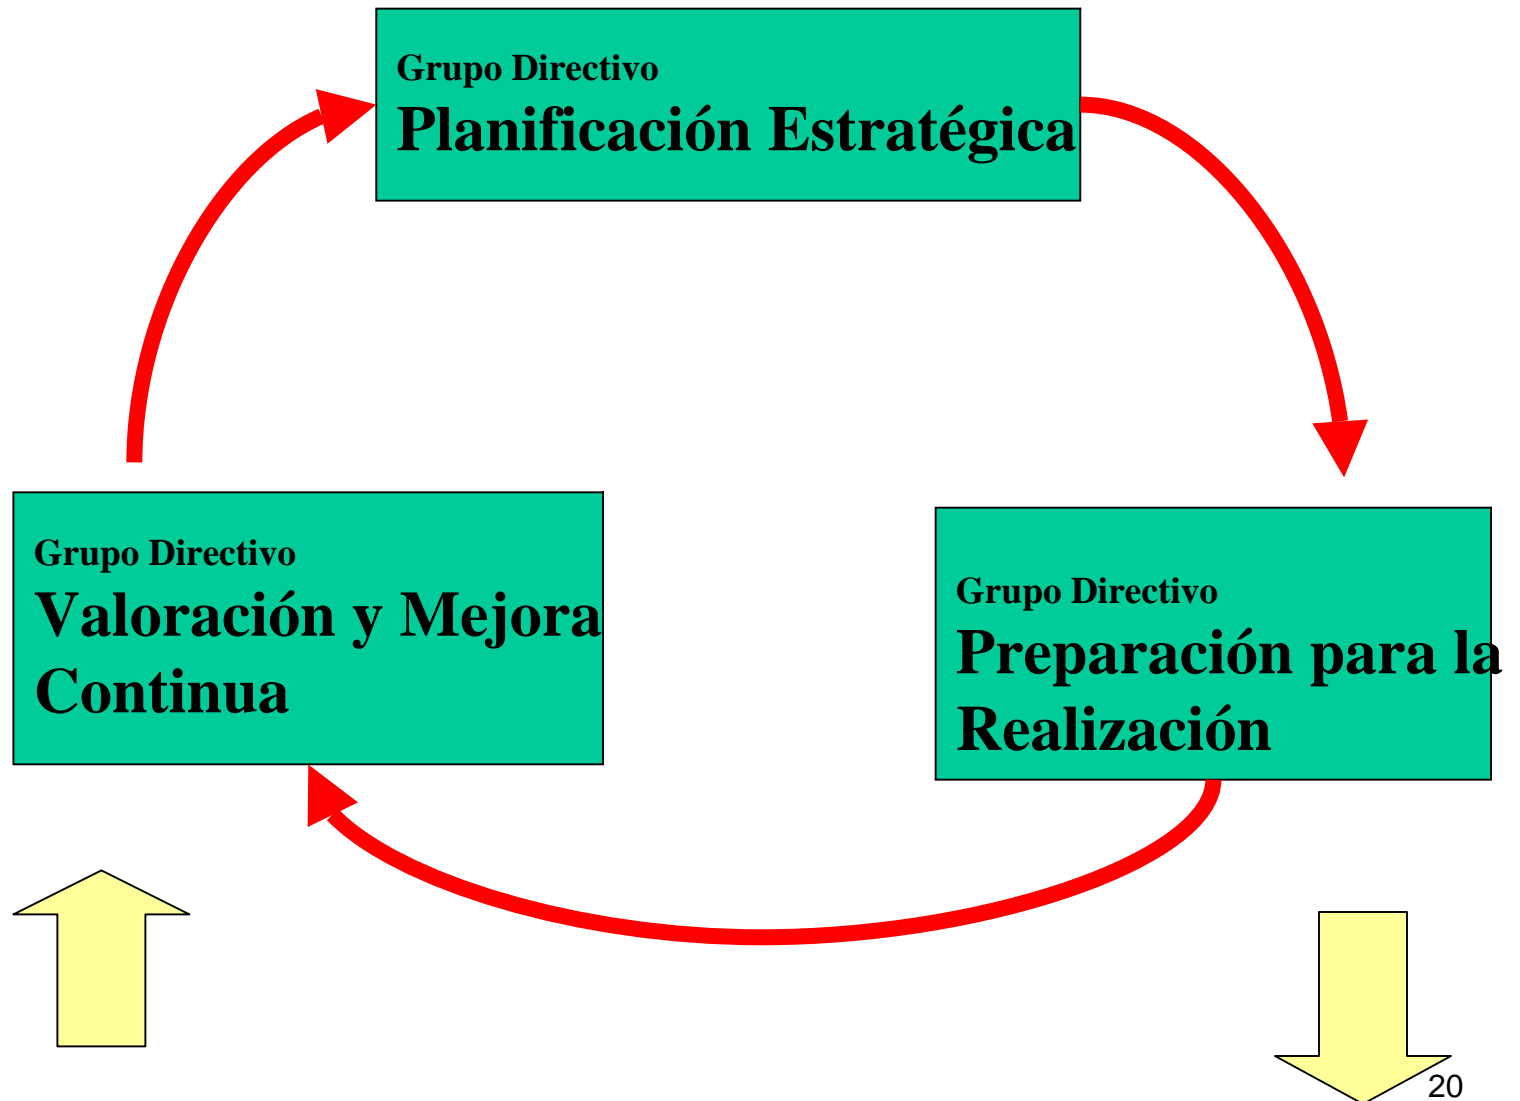 Grupo Directivo
Planificación Estratégica
Grupo Directivo
Valoración y Mejora
Continua
Grupo Directivo
Preparación para la
Realización
20